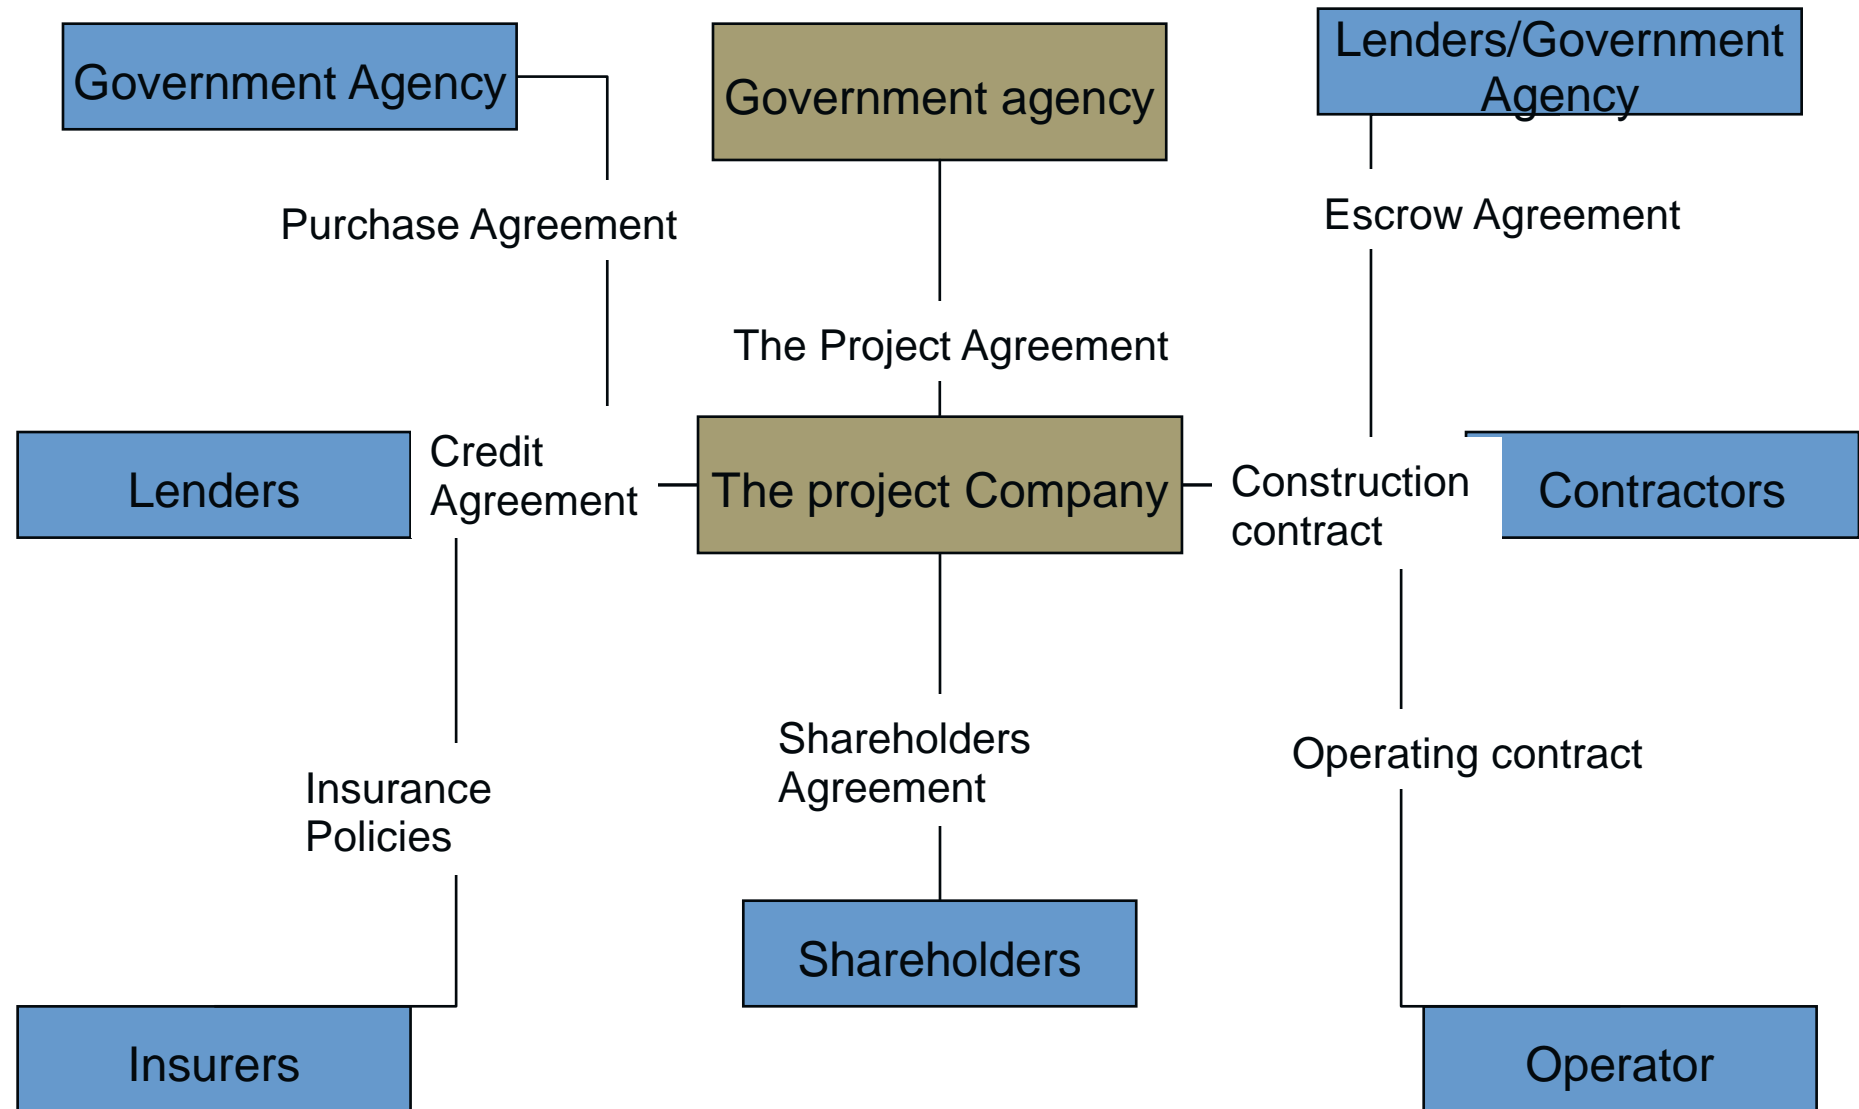 Government Agency
Government agency
Lenders/Government
Agency
Purchase Agreement
Escrow Agreement
The Project Agreement
Lenders
Credit
Agreement
The project Company
Construction
contract
Contractors
Shareholders
Agreement
Operating contract
Insurance
Policies
Shareholders
Insurers
Operator